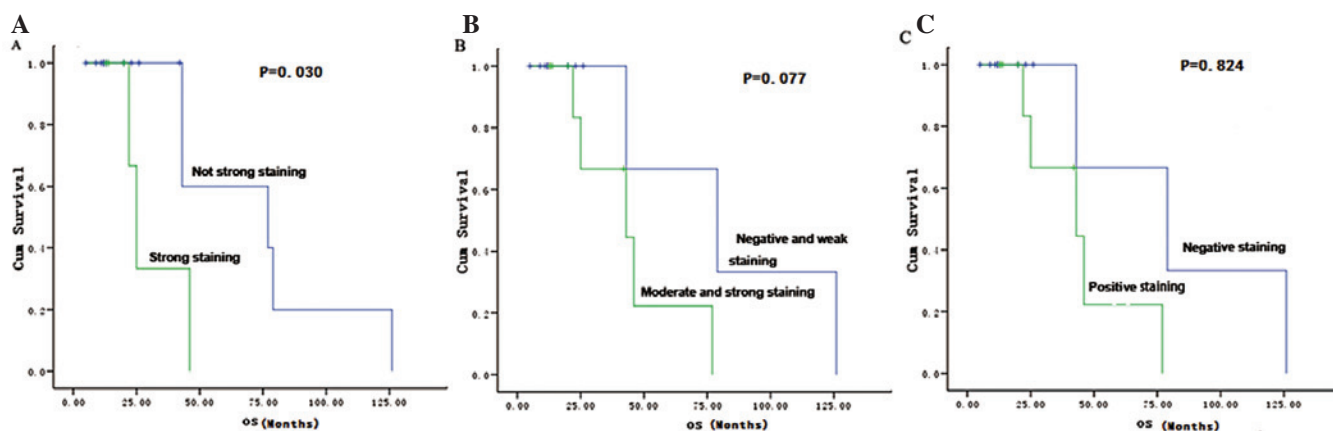 A
A
P=0.030
1.0
0.8
0.6
0.4
0.2
0.0
Cum Survival
Not strong staining
Strong staining
0.00 25.00 50.00 75.00 100.00 125.00
OS (Months)
B
B
P=0.077
1.0
0.8
0.6
0.4
0.2
0.0
Cum Survival
Negative and weak
staining
Moderate and strong staining
0.00 25.00 50.00 75.00 100.00 125.00
OS (Months)
C
C
P=0.824
1.0
0.8
0.6
0.4
0.2
0.0
Cum Survival
Negative staining
Positive staining
0.00 25.00 50.00 75.00 100.00 125.00
OS (Months)